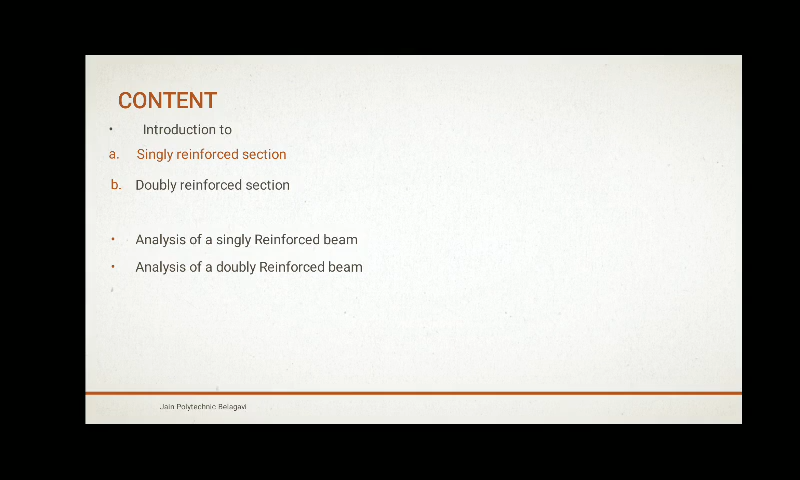 CONTENT
• Introduction to
a. Singly reinforced section
b. Doubly reinforced section
• Analysis of a singly Reinforced beam
• Analysis of a doubly Reinforced beam
Jain Polytechnic Belagavi